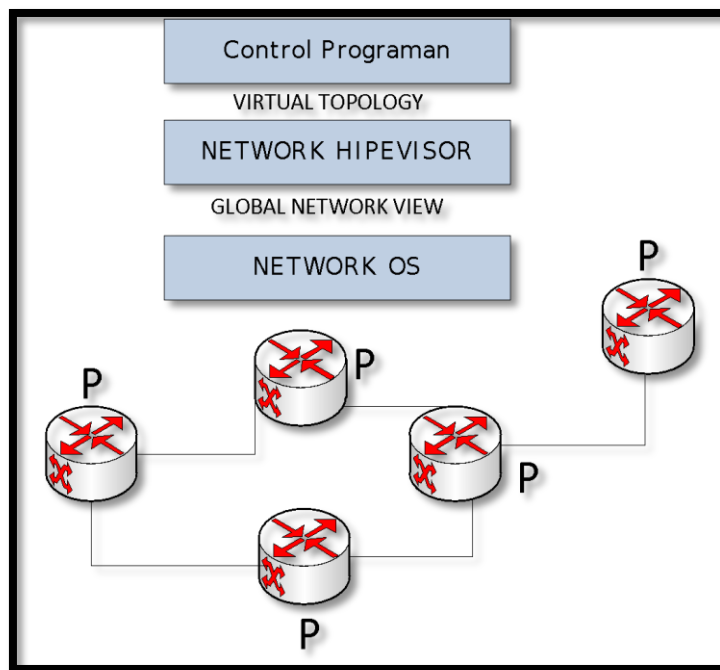 Control Programan
VIRTUAL TOPOLOGY
NETWORK HIPEVISOR
GLOBAL NETWORK VIEW
NETWORK OS
P
P
P
P
P